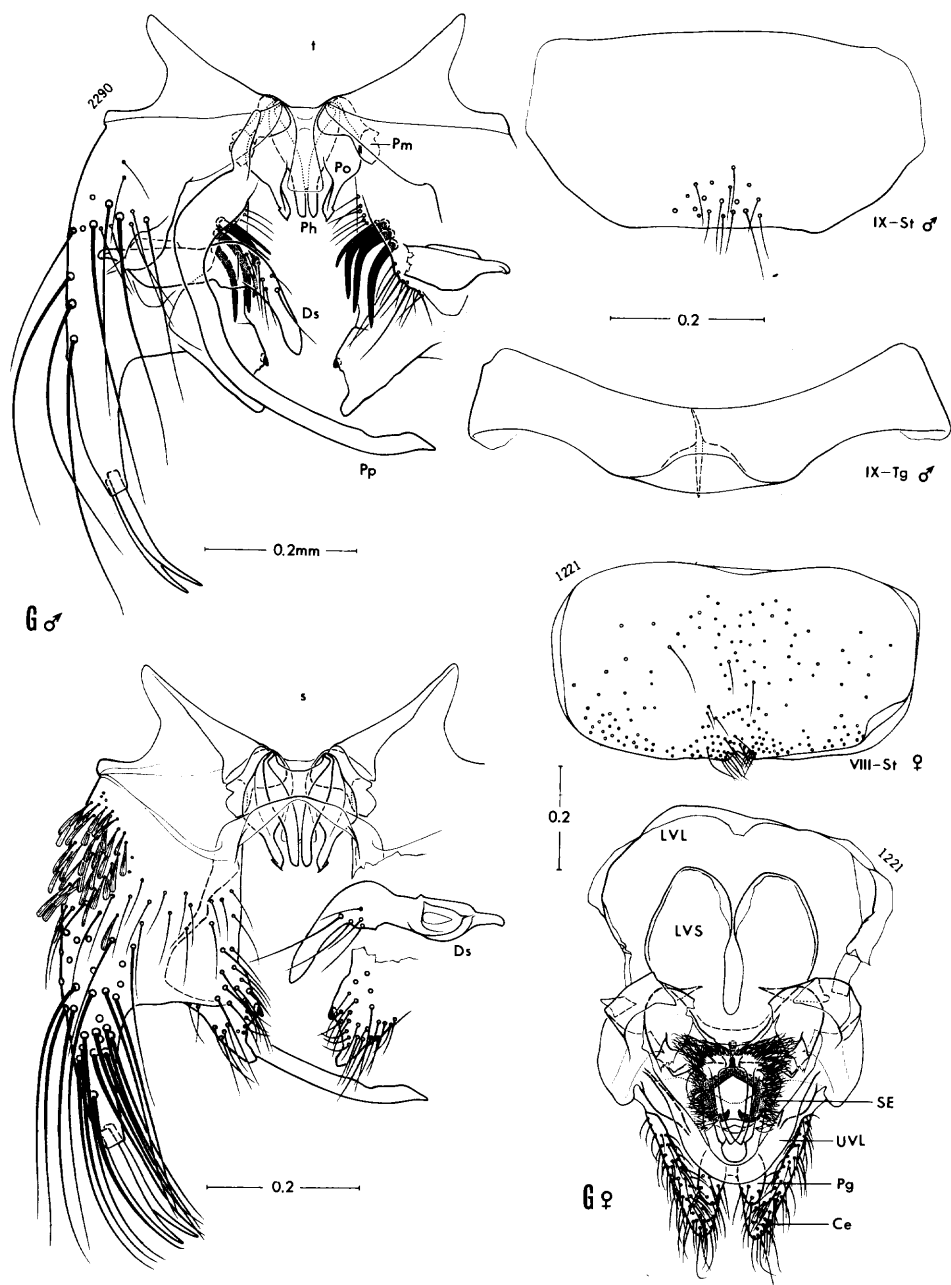 t
2290
Pm
Po
Ph
Ds
Pp
0.2mm
G ♂
IX–St ♂
0.2
IX–Tg ♂
1221
VIII–St ♀
0.2
s
Ds
0.2
LVL
1221
LVS
SE
UVL
Pg
Ce
G ♀